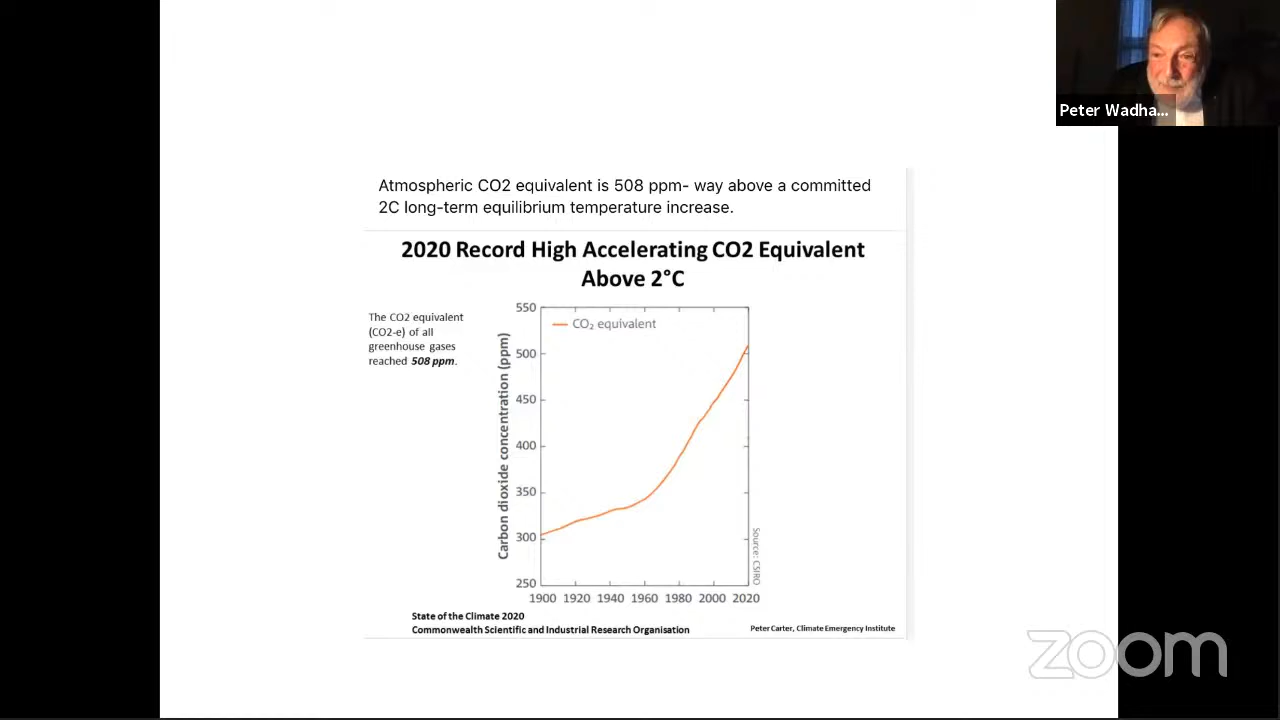 Peter Wadha...
Atmospheric CO2 equivalent is 508 ppm- way above a committed
2C long-term equilibrium temperature increase.
2020 Record High Accelerating CO2 Equivalent
Above 2°C
The CO2 equivalent
(CO2-e) of all
greenhouse gases
reached 508 ppm.
CO₂ equivalent
Carbon dioxide concentration (ppm)
550
500
450
400
350
300
250
1900 1920 1940 1960 1980 2000 2020
Source: CSIRO
State of the Climate 2020
Commonwealth Scientific and Industrial Research Organisation
Peter Carter, Climate Emergency Institute
zoom